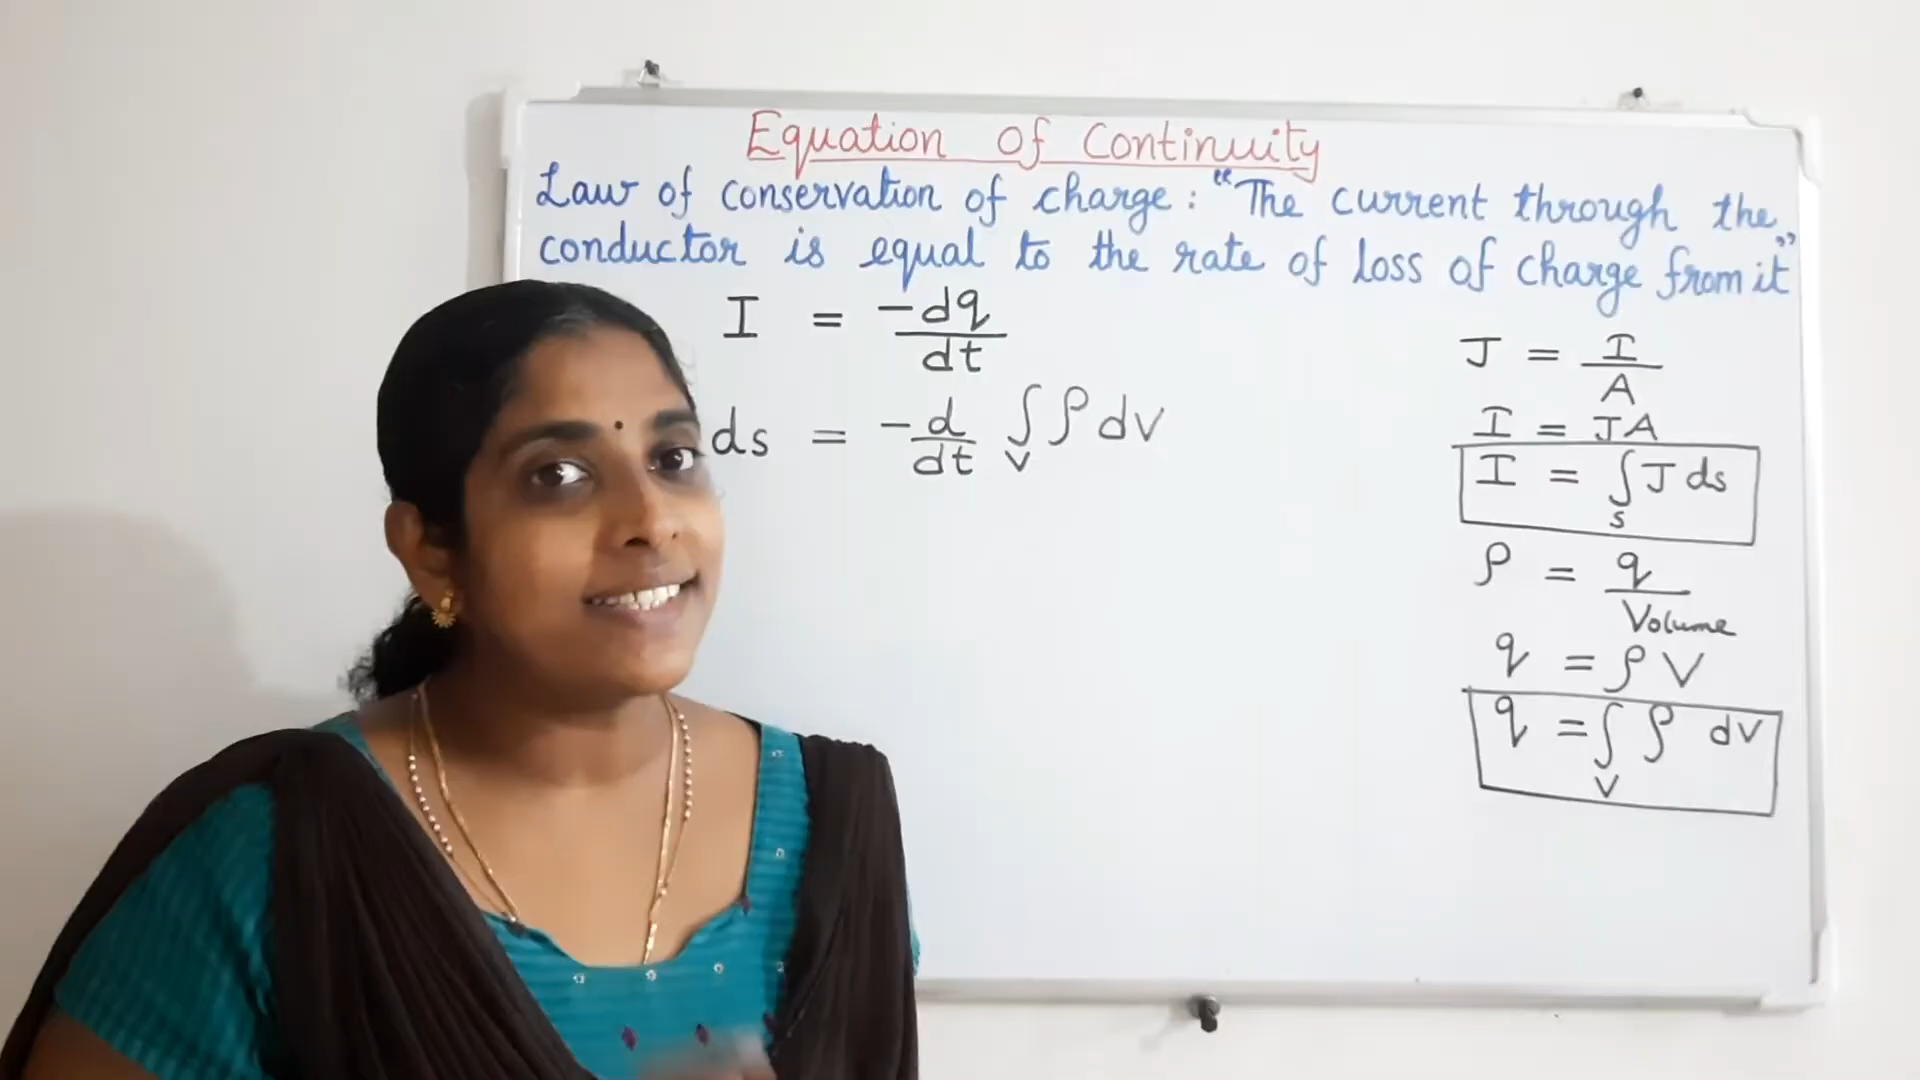 Equation of Continuity
Law of conservation of charge: "The current through the
conductor is equal to the rate of loss of charge from it"
I = -dq/dt
ds = -d/dt ∫V ρ dV
J = I/A
I = JA
I = ∫s J ds
ρ = q/Volume
q = ρ V
q = ∫V ρ dV